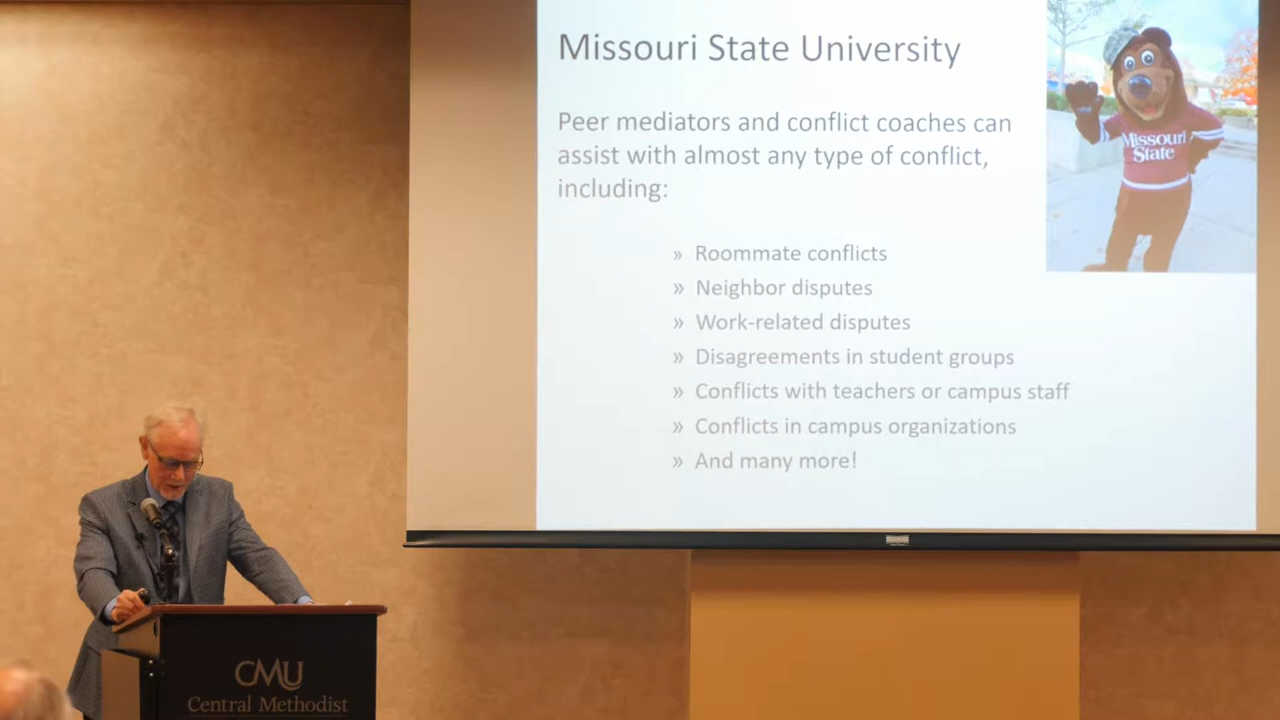 Missouri State University
Peer mediators and conflict coaches can
assist with almost any type of conflict,
including:
» Roommate conflicts
» Neighbor disputes
» Work-related disputes
» Disagreements in student groups
» Conflicts with teachers or campus staff
» Conflicts in campus organizations
» And many more!
Missouri
State
CMU
Central Methodist